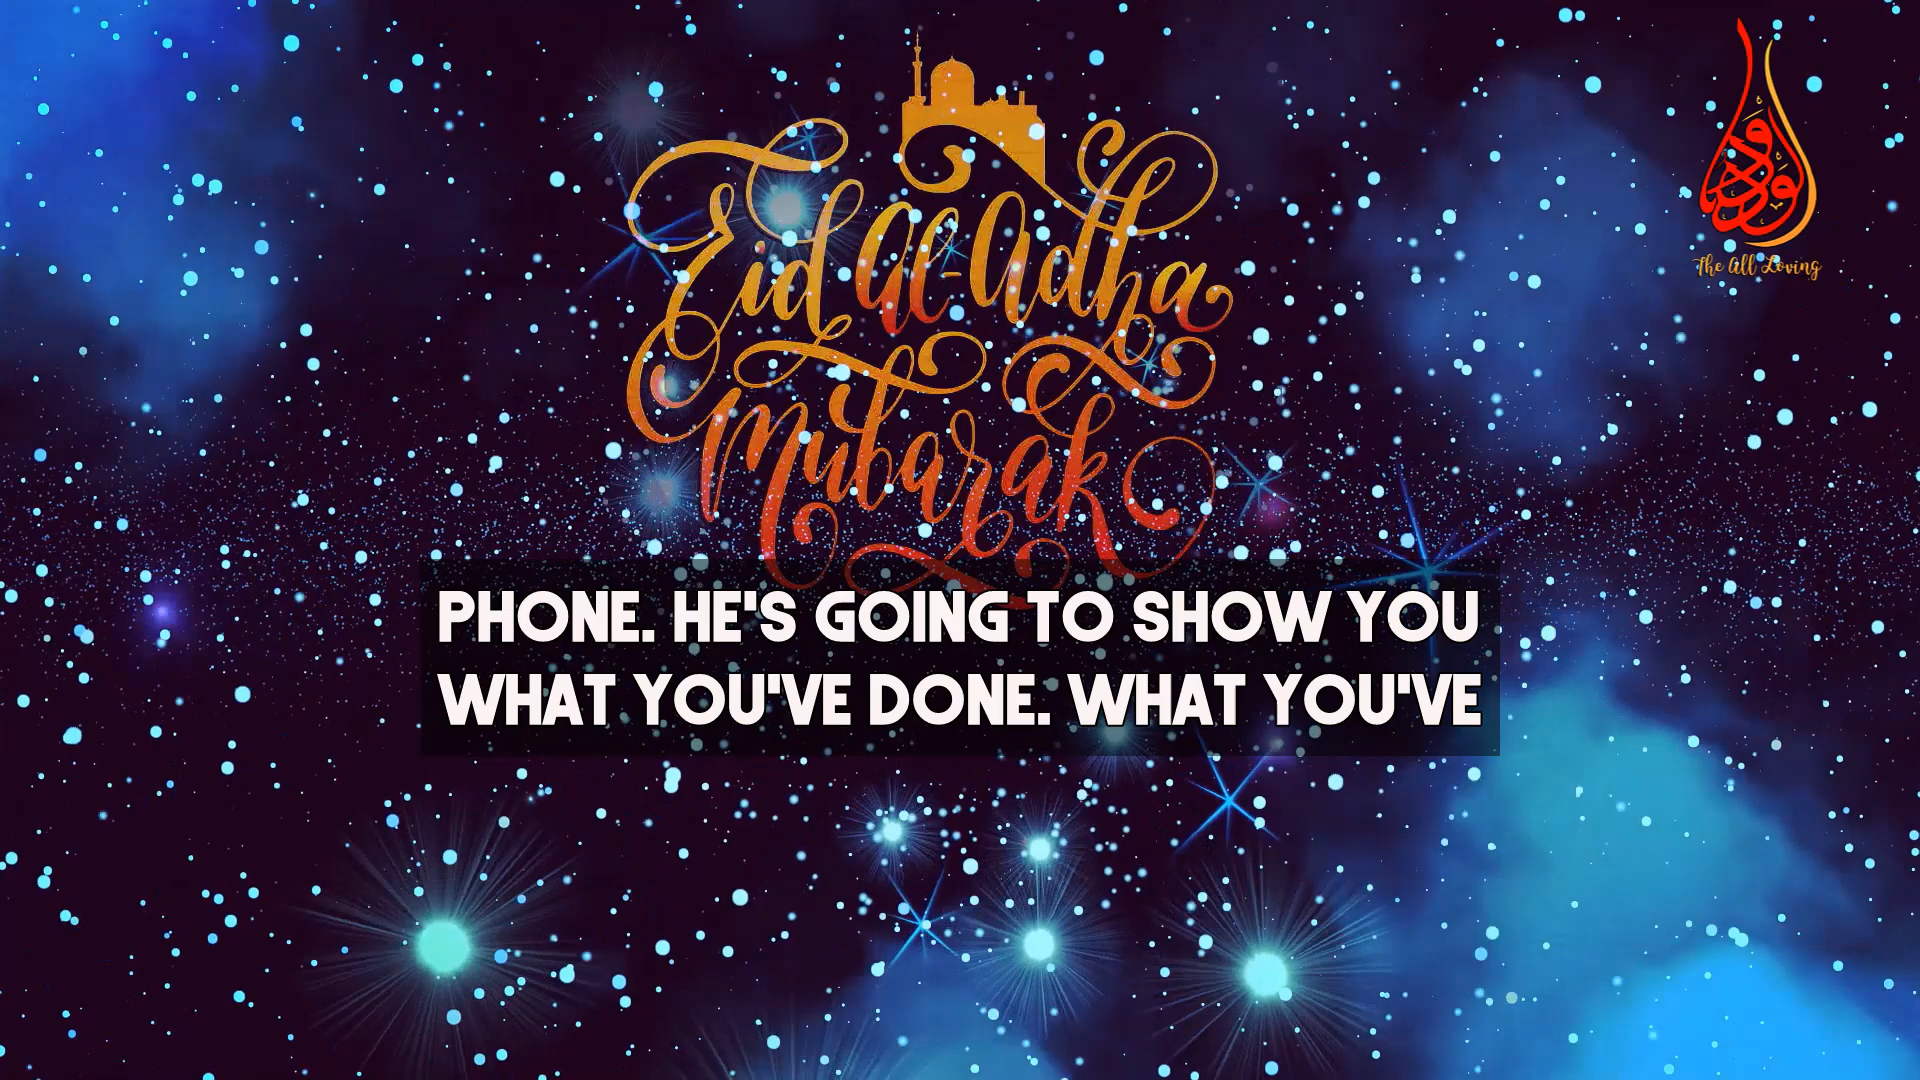 Eid al-Adha
Mubarak
الودود
The All Loving
PHONE. HE'S GOING TO SHOW YOU
WHAT YOU'VE DONE. WHAT YOU'VE